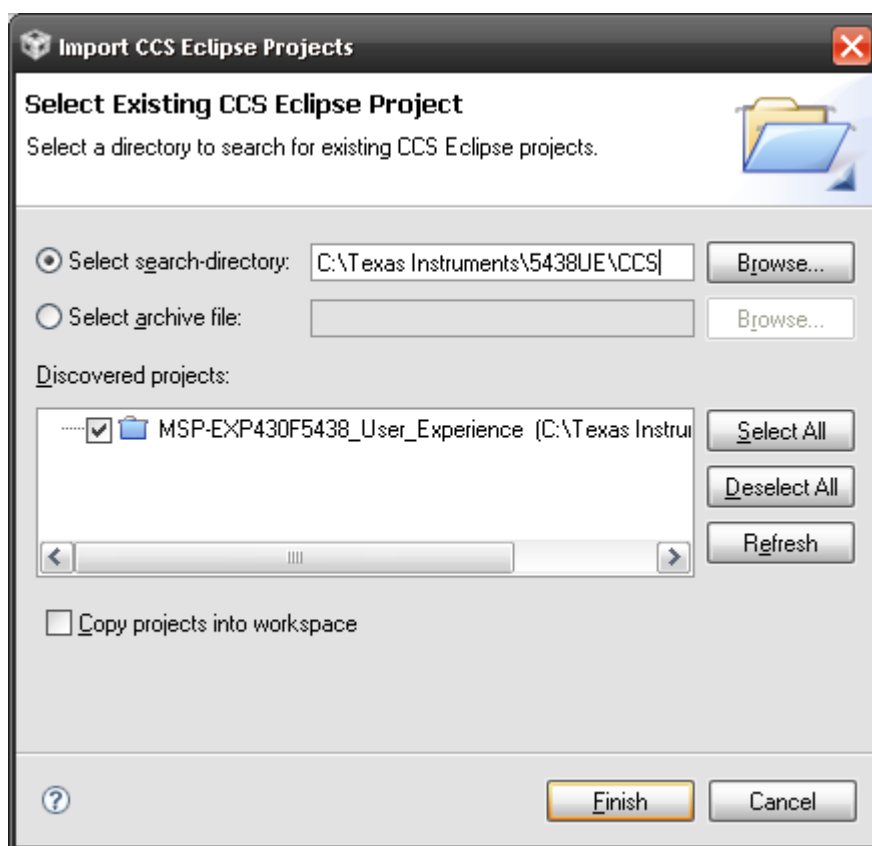 Import CCS Eclipse Projects
Select Existing CCS Eclipse Project
Select a directory to search for existing CCS Eclipse projects.
Select search-directory: C:\Texas Instruments\5438UE\CCS Browse...
Select archive file: Browse...
Discovered projects:
MSP-EXP430F5438_User_Experience (C:\Texas Instrui Select All
Deselect All
Refresh
Copy projects into workspace
? Finish Cancel